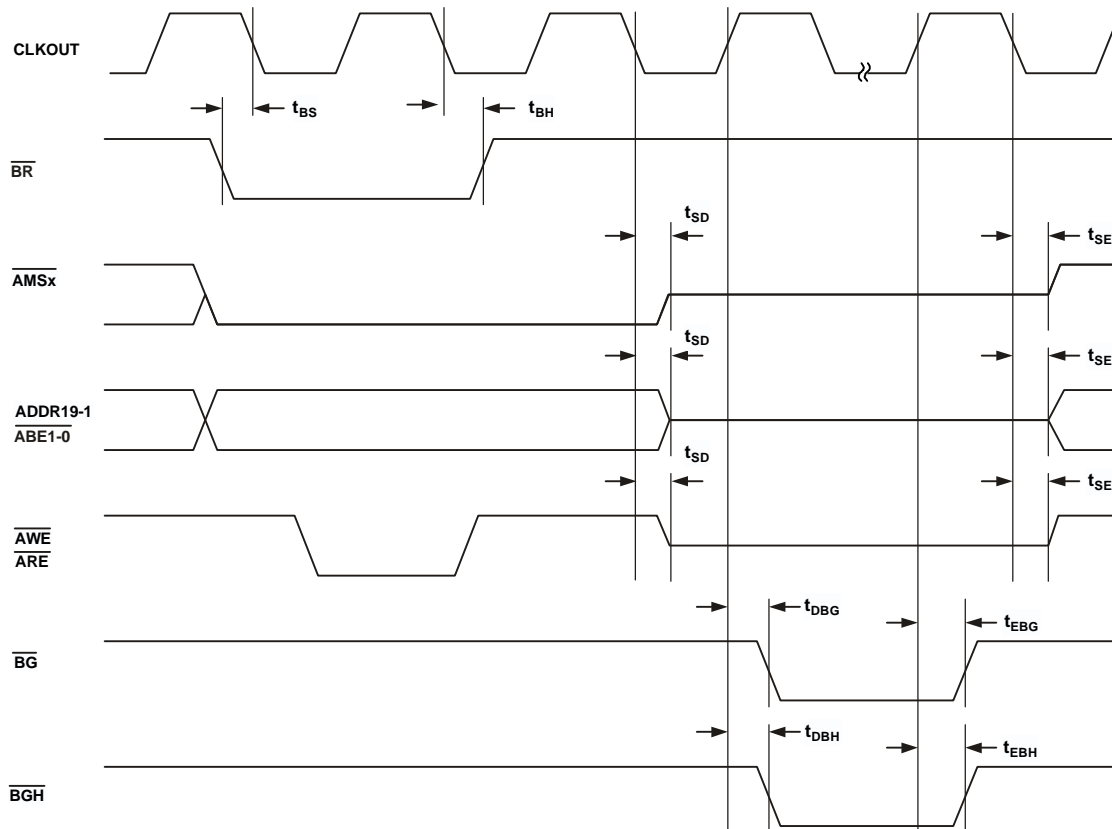 CLKOUT
tBS
tBH
BR
tSD
tSE
AMSx
tSD
tSE
ADDR19-1
ABE1-0
tSD
tSE
AWE
ARE
tDBG
tEBG
BG
tDBH
tEBH
BGH